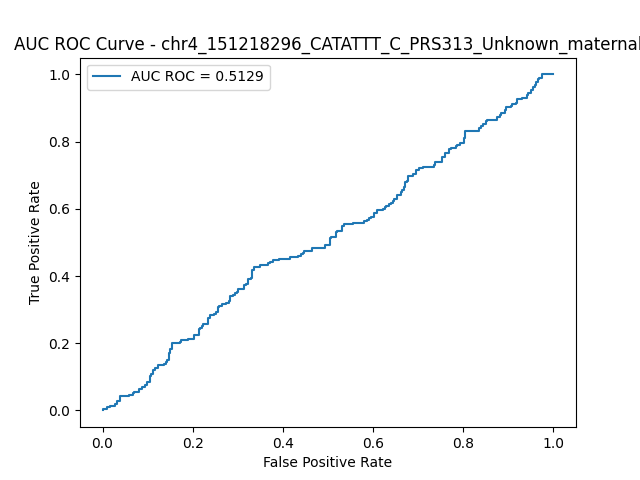 AUC ROC Curve - chr4_151218296_CATATTT_C_PRS313_Unknown_maternal
AUC ROC = 0.5129
1.0
0.8
0.6
0.4
0.2
0.0
True Positive Rate
0.0 0.2 0.4 0.6 0.8 1.0
False Positive Rate